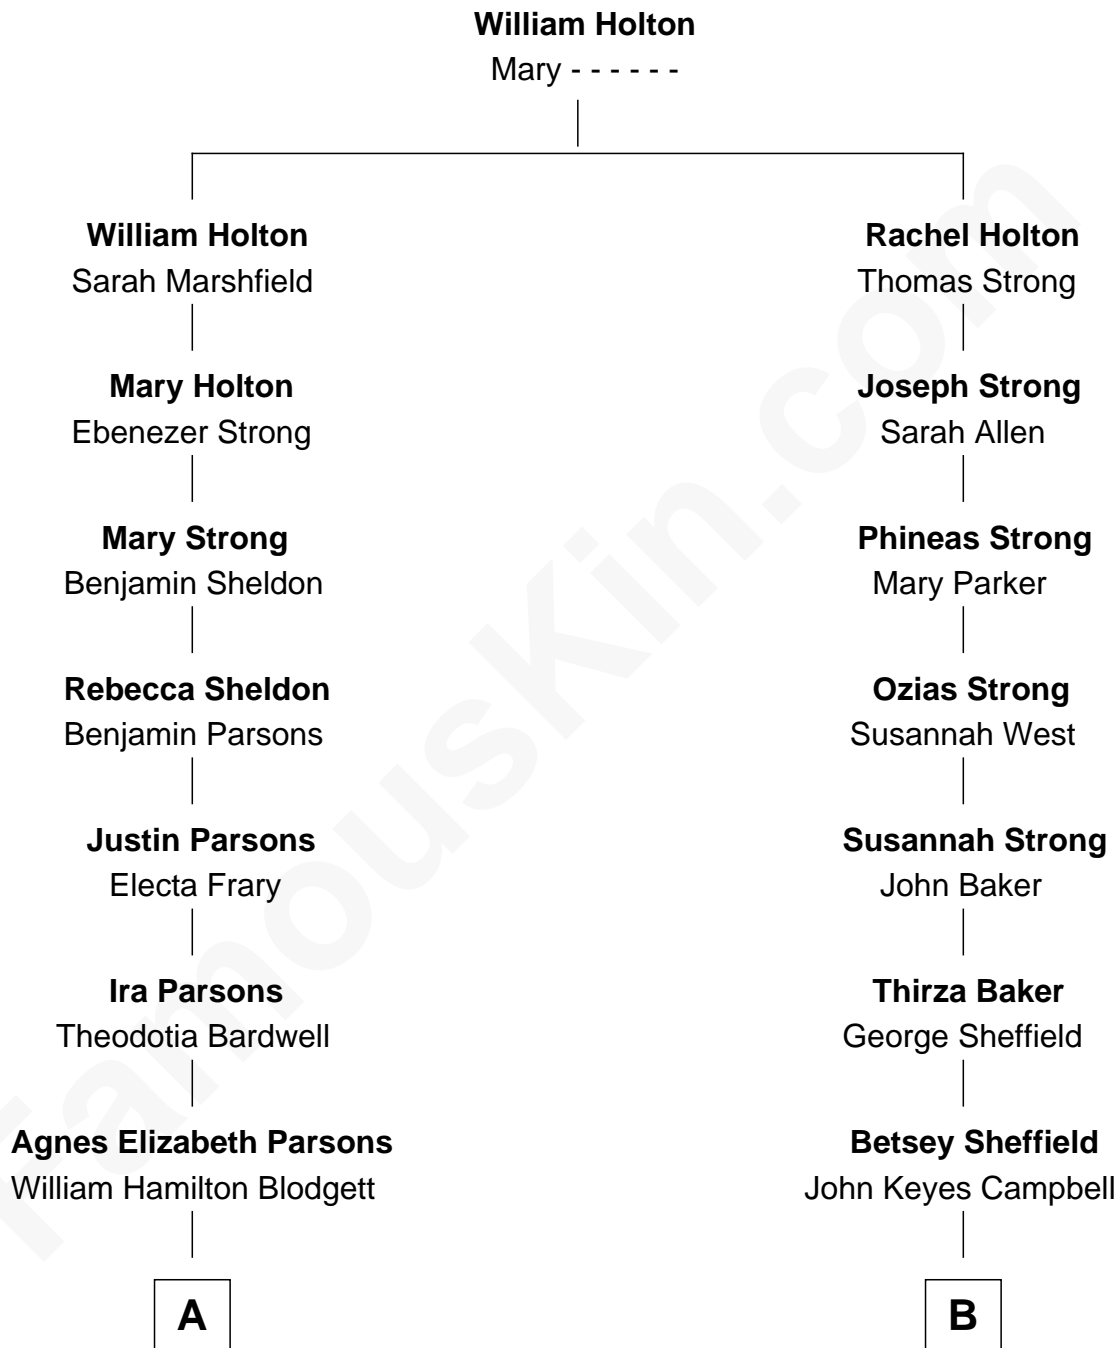 William Holton
Mary - - - - - -
William Holton
Sarah Marshfield
Mary Holton
Ebenezer Strong
Mary Strong
Benjamin Sheldon
Rebecca Sheldon
Benjamin Parsons
Justin Parsons
Electa Frary
Ira Parsons
Theodotia Bardwell
Agnes Elizabeth Parsons
William Hamilton Blodgett
A
Rachel Holton
Thomas Strong
Joseph Strong
Sarah Allen
Phineas Strong
Mary Parker
Ozias Strong
Susannah West
Susannah Strong
John Baker
Thirza Baker
George Sheffield
Betsey Sheffield
John Keyes Campbell
B
FamousKin.com